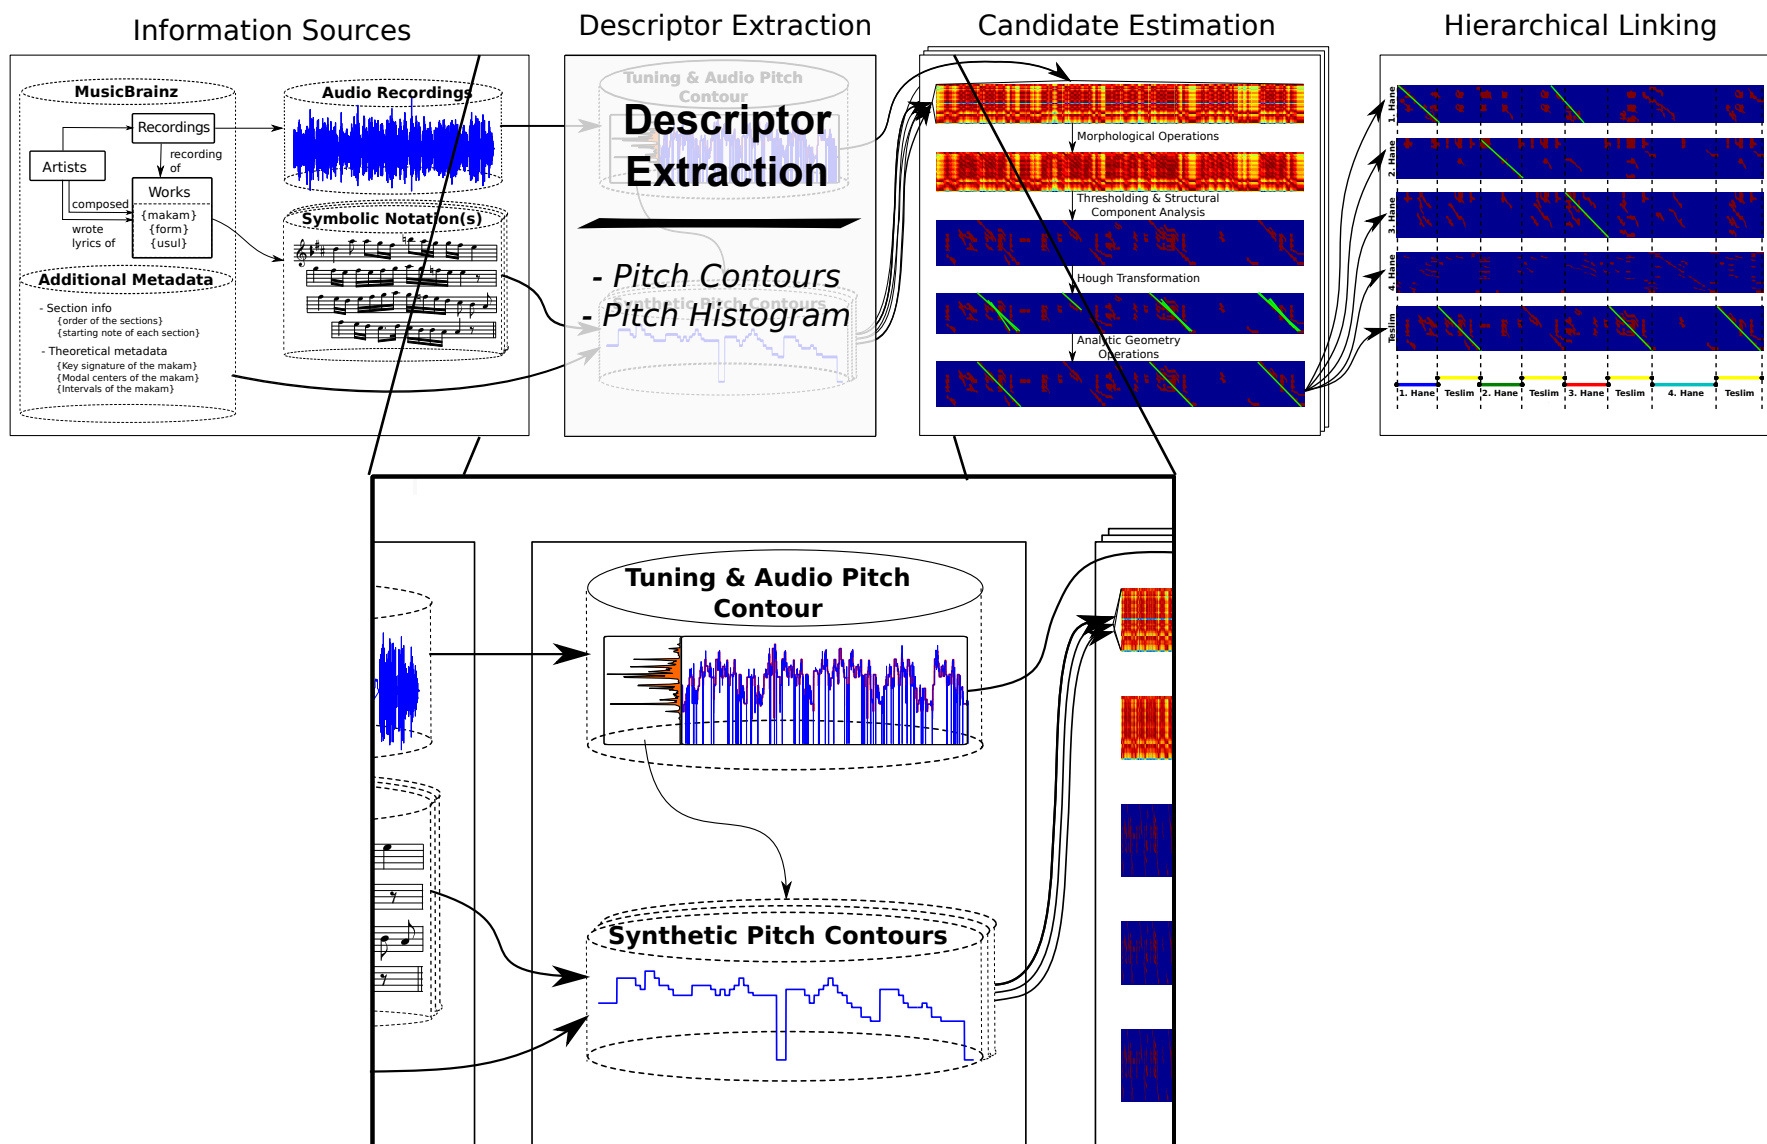 Information Sources
Descriptor Extraction
Candidate Estimation
Hierarchical Linking
MusicBrainz
Recordings
Artists
recording
of
Works
composed
{makam}
{form}
{usul}
wrote
lyrics of
Additional Metadata
- Section info
{order of the sections}
{starting note of each section}
- Theoretical metadata
{Key signature of the makam}
{Modal centers of the makam}
{Intervals of the makam}
Audio Recordings
Symbolic Notation(s)
Tuning & Audio Pitch
Contour
Descriptor
Extraction
- Pitch Contours
Synthetic Pitch Contours
- Pitch Histogram
Morphological Operations
Thresholding & Structural
Component Analysis
Hough Transformation
Analytic Geometry
Operations
1. Hane
2. Hane
3. Hane
4. Hane
Teslim
1. Hane Teslim 2. Hane Teslim 3. Hane Teslim 4. Hane Teslim
Tuning & Audio Pitch
Contour
Synthetic Pitch Contours